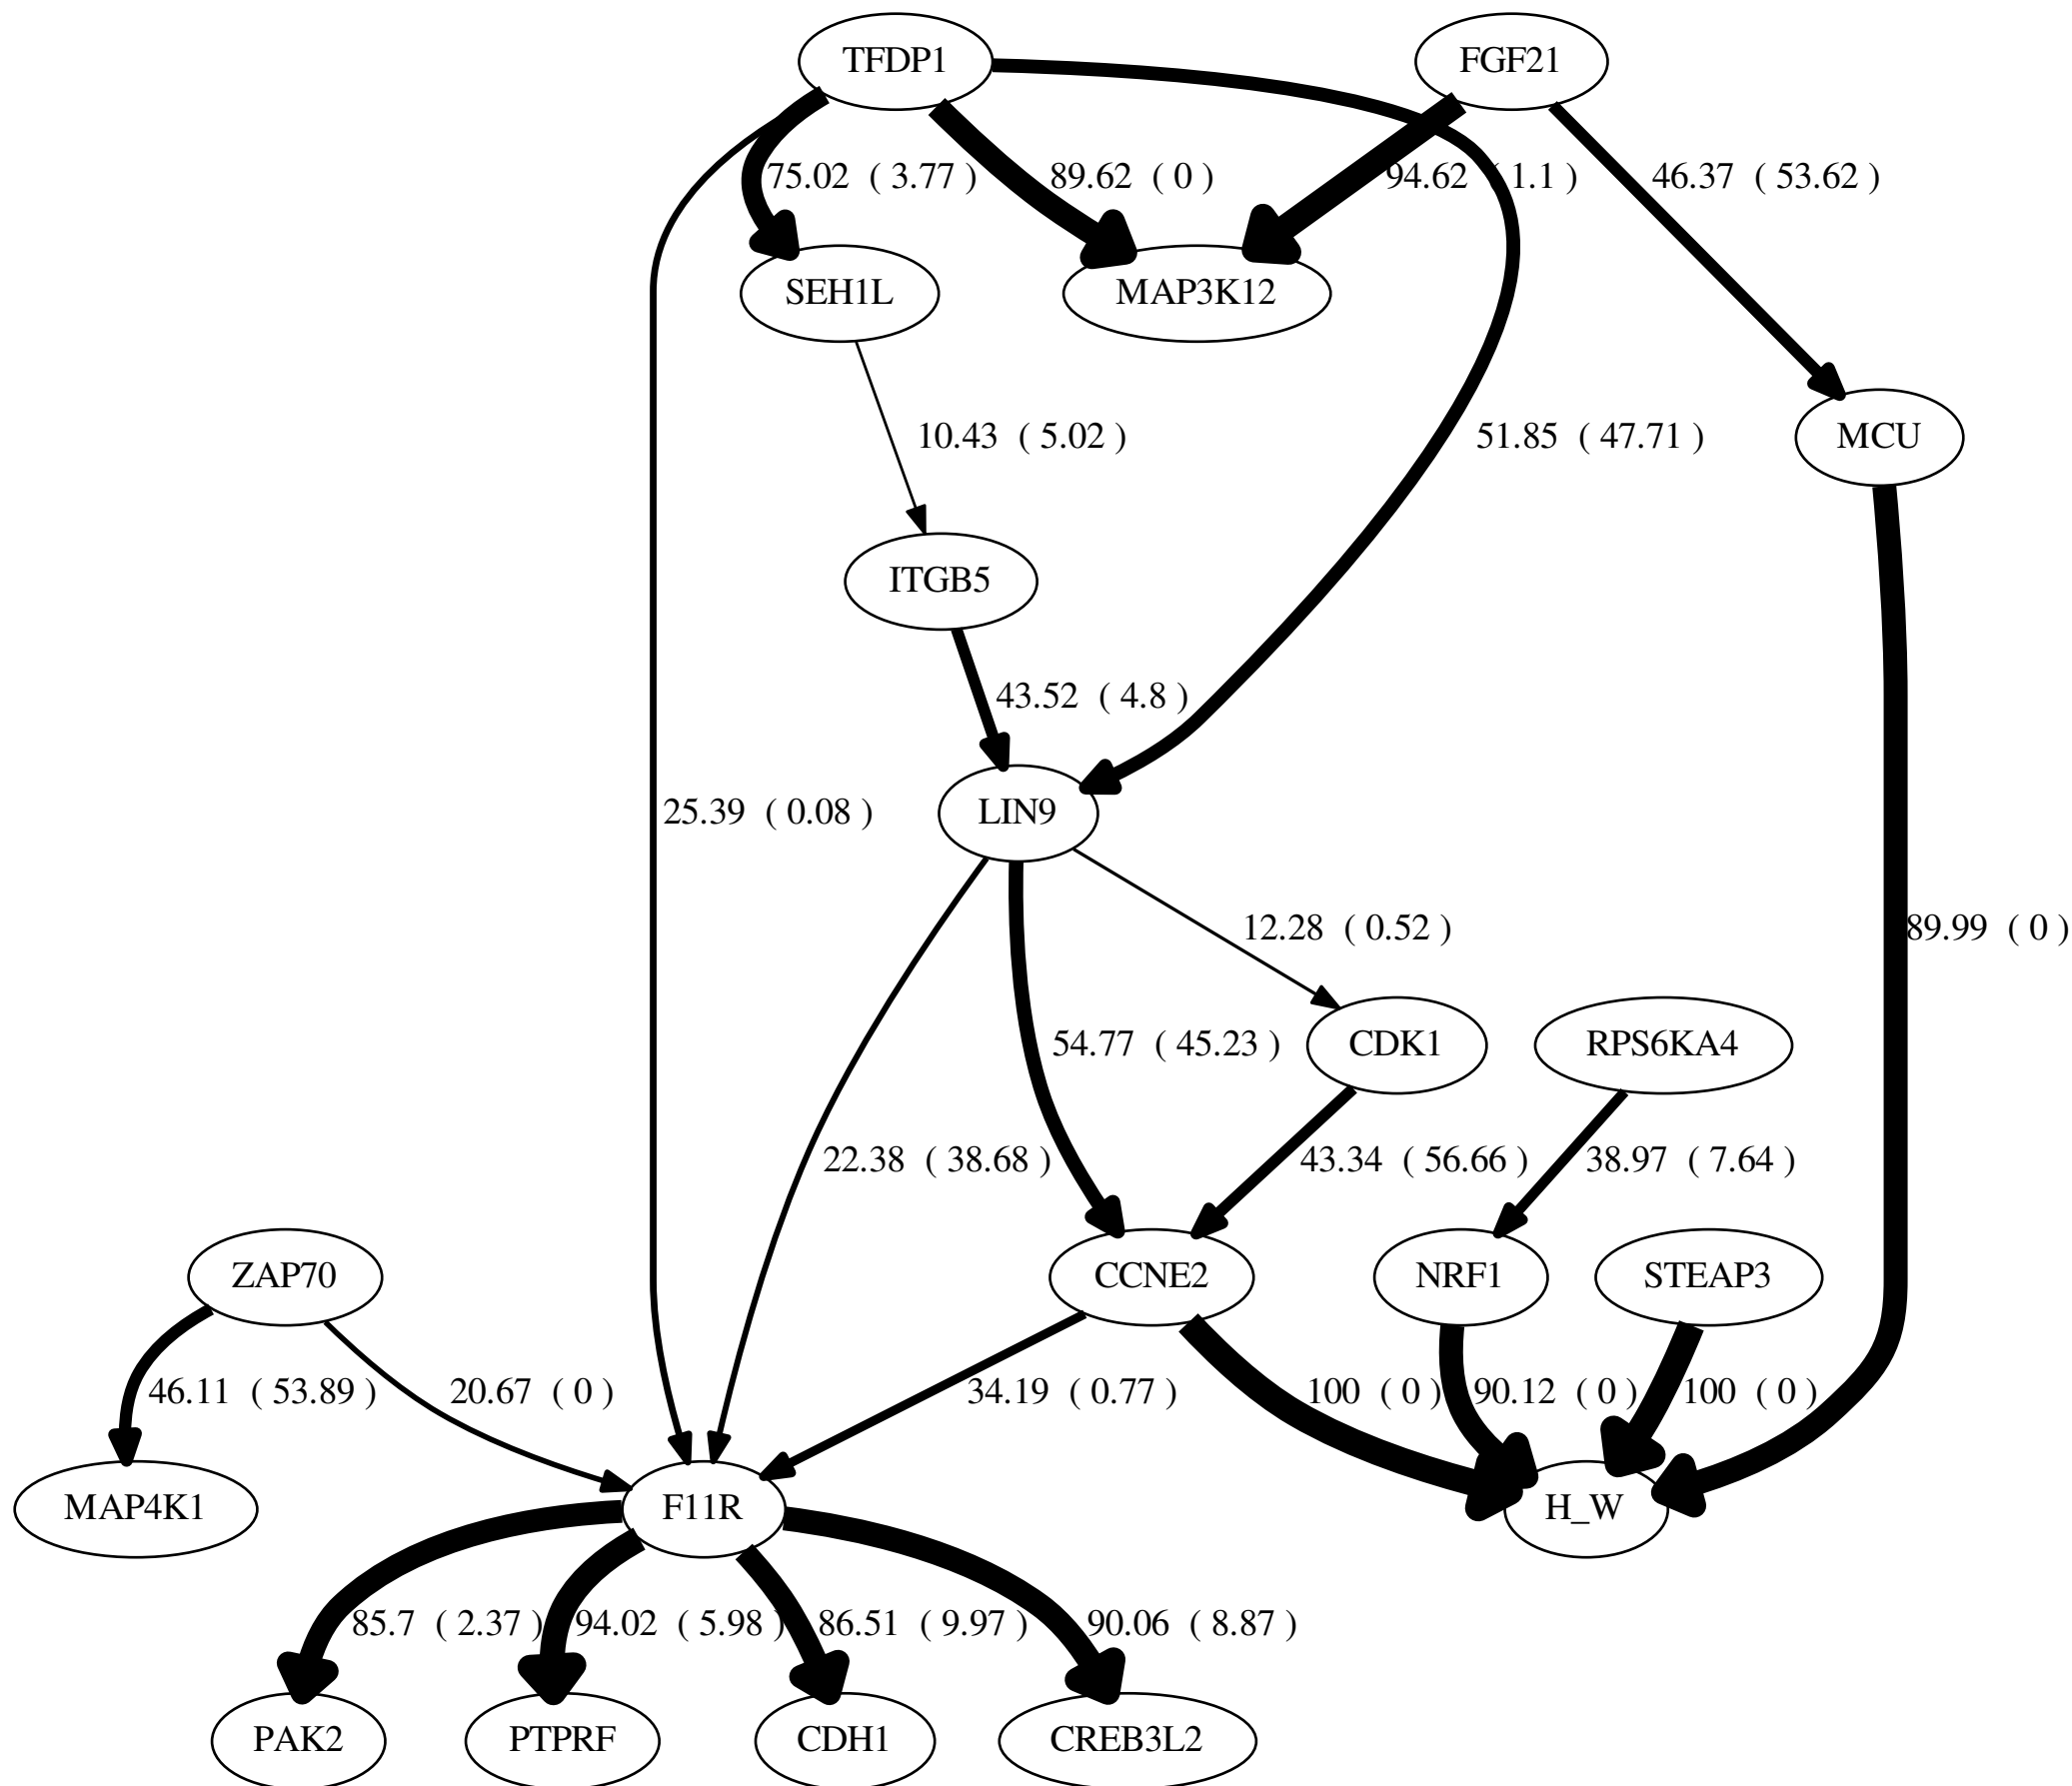 TFDP1
FGF21
75.02 ( 3.77 )
89.62 ( 0 )
94.62 ( 1.1 )
46.37 ( 53.62 )
SEH1L
MAP3K12
10.43 ( 5.02 )
51.85 ( 47.71 )
MCU
ITGB5
43.52 ( 4.8 )
25.39 ( 0.08 )
LIN9
12.28 ( 0.52 )
89.99 ( 0 )
54.77 ( 45.23 )
CDK1
RPS6KA4
22.38 ( 38.68 )
43.34 ( 56.66 )
38.97 ( 7.64 )
ZAP70
CCNE2
NRF1
STEAP3
46.11 ( 53.89 )
20.67 ( 0 )
34.19 ( 0.77 )
100 ( 0 )
90.12 ( 0 )
100 ( 0 )
MAP4K1
F11R
H_W
85.7 ( 2.37 )
94.02 ( 5.98 )
86.51 ( 9.97 )
90.06 ( 8.87 )
PAK2
PTPRF
CDH1
CREB3L2